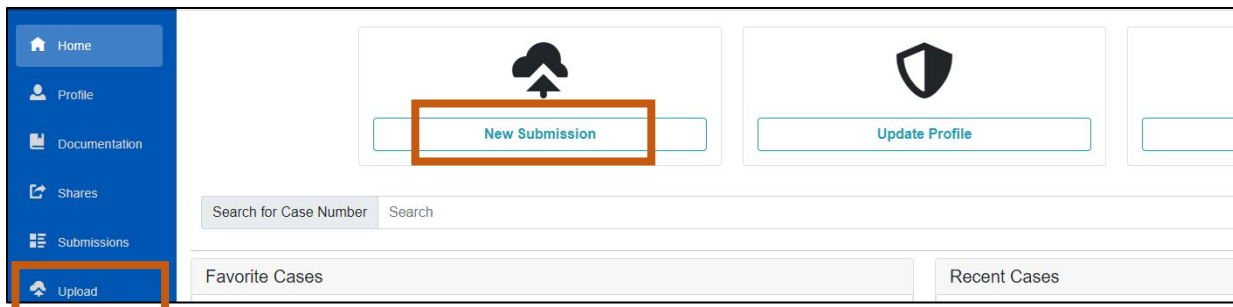 Home
Profile
Documentation
Shares
Submissions
Upload
New Submission
Update Profile
Search for Case Number Search
Favorite Cases
Recent Cases